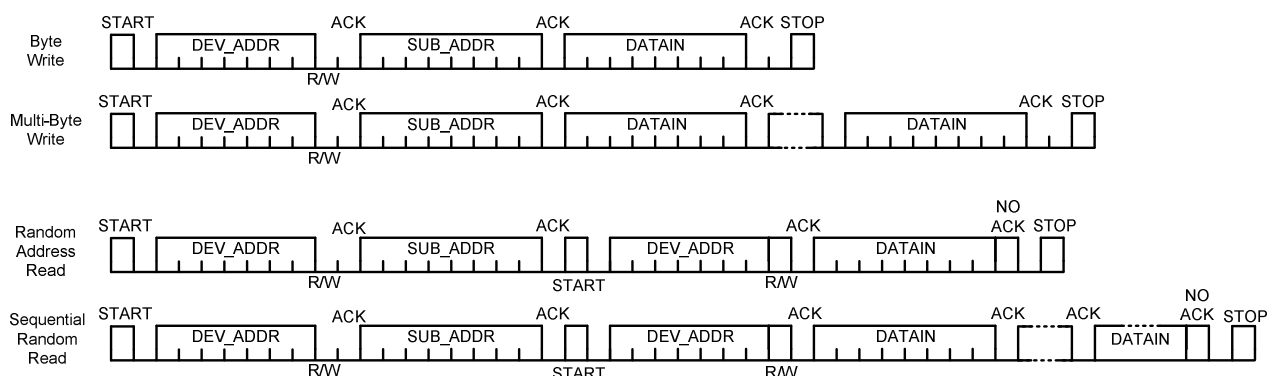 START ACK ACK ACK STOP
Byte
Write
DEV_ADDR SUB_ADDR DATAIN
R/W
START ACK ACK ACK ACK STOP
Multi-Byte
Write
DEV_ADDR SUB_ADDR DATAIN DATAIN
R/W
NO
START ACK ACK ACK ACK STOP
Random
Address
Read
DEV_ADDR SUB_ADDR DEV_ADDR DATAIN
R/W START R/W
NO
START ACK ACK ACK ACK ACK ACK STOP
Sequential
Random
Read
DEV_ADDR SUB_ADDR DEV_ADDR DATAIN DATAIN
R/W START R/W